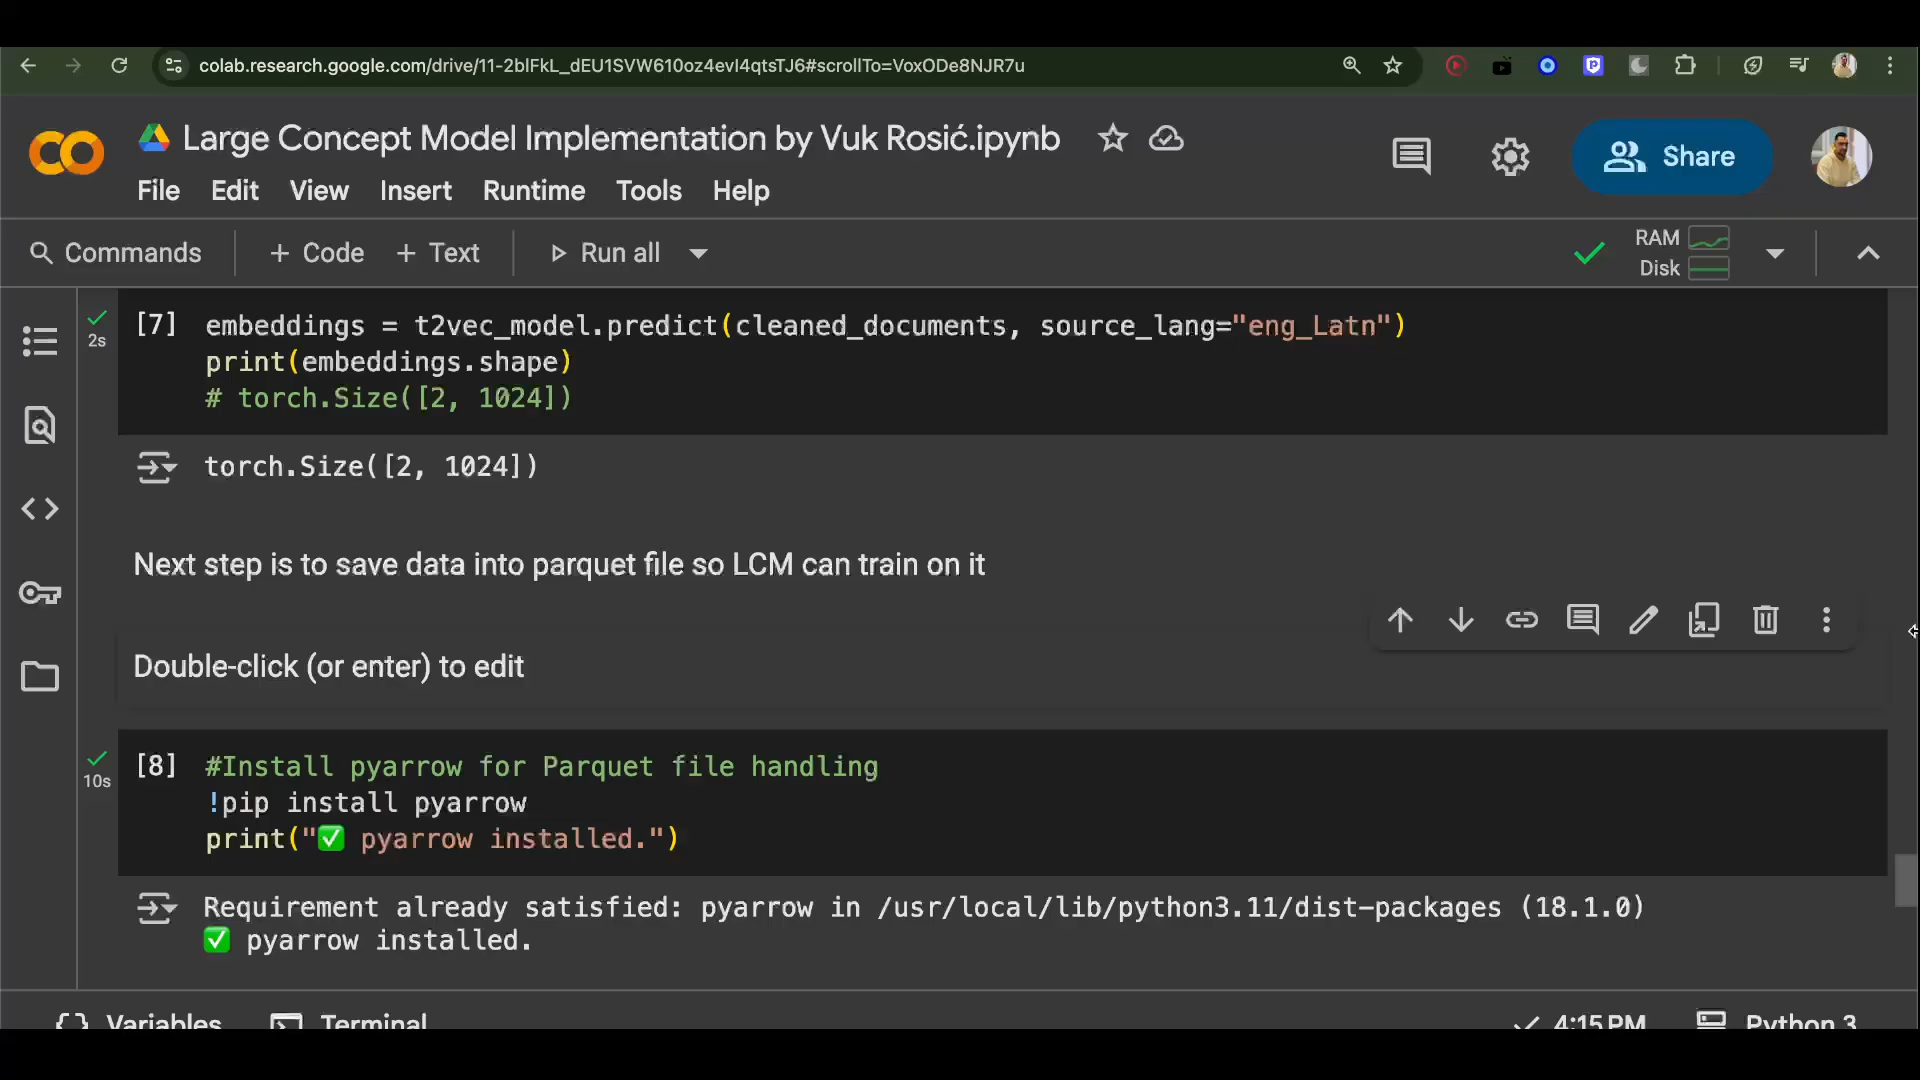 colab.research.google.com/drive/11-2blFkL_dEU1SVW610oz4evI4qtsTJ6#scrollTo=VoxODe8NJR7u
Large Concept Model Implementation by Vuk Rosić.ipynb
Share
File Edit View Insert Runtime Tools Help
Commands + Code + Text Run all
RAM
Disk
[7] embeddings = t2vec_model.predict(cleaned_documents, source_lang="eng_Latn")
2s
print(embeddings.shape)
# torch.Size([2, 1024])
torch.Size([2, 1024])
Next step is to save data into parquet file so LCM can train on it
Double-click (or enter) to edit
[8] #Install pyarrow for Parquet file handling
10s
!pip install pyarrow
print("✅ pyarrow installed.")
Requirement already satisfied: pyarrow in /usr/local/lib/python3.11/dist-packages (18.1.0)
✅ pyarrow installed.
{} Variables Terminal 4:15 PM Python 3